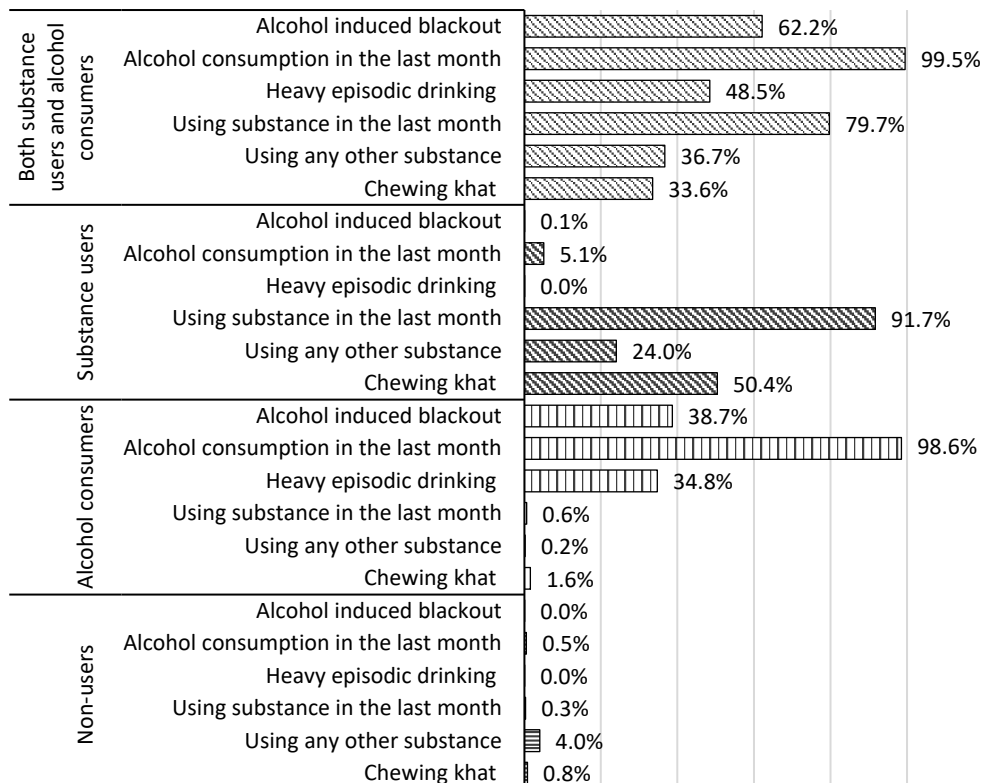 Both substance
users and alcohol
consumers
Alcohol induced blackout 62.2%
Alcohol consumption in the last month 99.5%
Heavy episodic drinking 48.5%
Using substance in the last month 79.7%
Using any other substance 36.7%
Chewing khat 33.6%
Substance users
Alcohol induced blackout 0.1%
Alcohol consumption in the last month 5.1%
Heavy episodic drinking 0.0%
Using substance in the last month 91.7%
Using any other substance 24.0%
Chewing khat 50.4%
Alcohol consumers
Alcohol induced blackout 38.7%
Alcohol consumption in the last month 98.6%
Heavy episodic drinking 34.8%
Using substance in the last month 0.6%
Using any other substance 0.2%
Chewing khat 1.6%
Non-users
Alcohol induced blackout 0.0%
Alcohol consumption in the last month 0.5%
Heavy episodic drinking 0.0%
Using substance in the last month 0.3%
Using any other substance 4.0%
Chewing khat 0.8%